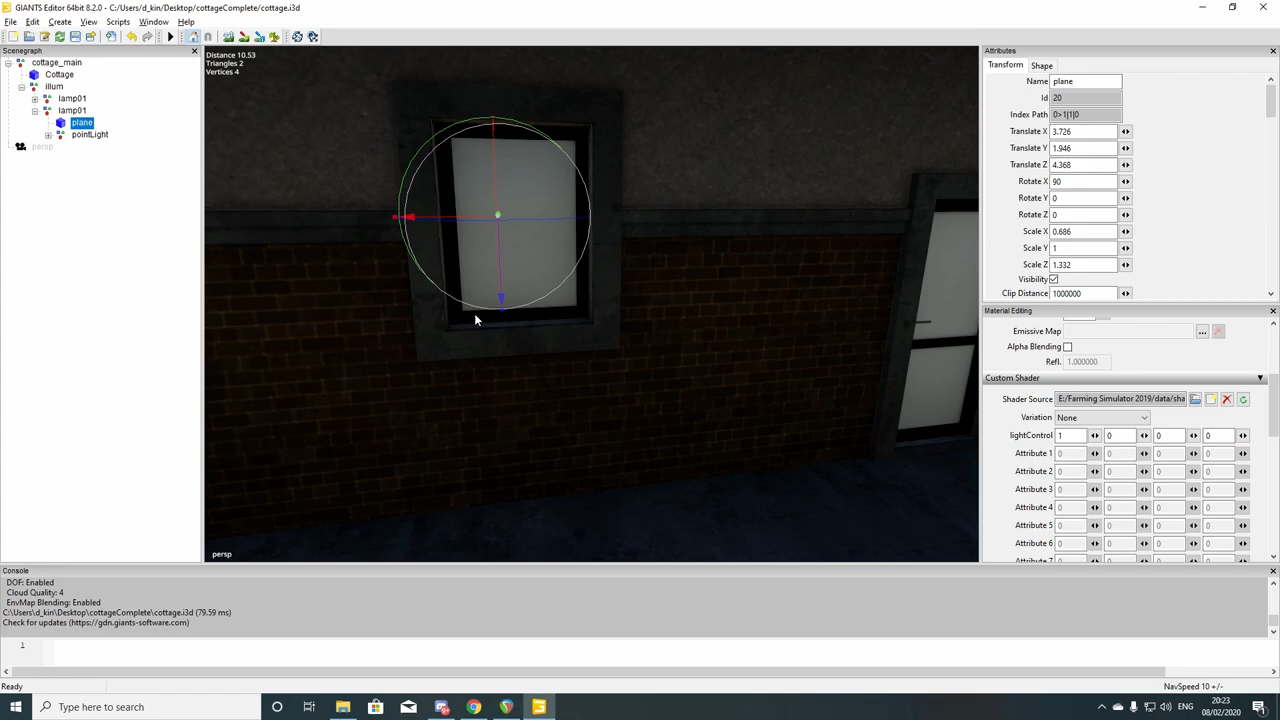 GIANTS Editor 64bit 8.2.0 - C:/Users/d_kin/Desktop/cottageComplete/cottage.i3d
File Edit Create View Scripts Window Help
Scenegraph
cottage_main
Cottage
illum
lamp01
lamp01
plane
pointLight
persp
Distance 10.53
Triangles 2
Vertices 4
persp
Attributes
Transform Shape
Name plane
Id 20
Index Path 0>1|1|0
Translate X 3.726
Translate Y 1.946
Translate Z 4.368
Rotate X 90
Rotate Y 0
Rotate Z 0
Scale X 0.686
Scale Y 1
Scale Z 1.332
Visibility
Clip Distance 1000000
Material Editing
Emissive Map ...
Alpha Blending
Refl. 1.000000
Custom Shader
Shader Source E:/Farming Simulator 2019/data/sha
Variation None
lightControl 1 0 0 0
Attribute 1 0 0 0 0
Attribute 2 0 0 0 0
Attribute 3 0 0 0 0
Attribute 4 0 0 0 0
Attribute 5 0 0 0 0
Attribute 6 0 0 0 0
Attribute 7
Console
DOF: Enabled
Cloud Quality: 4
EnvMap Blending: Enabled
C:\Users\d_kin\Desktop\cottageComplete\cottage.i3d (79.59 ms)
Check for updates (https://gdn.giants-software.com)
1
Ready
NavSpeed 10 +/-
Type here to search
ENG
20:23
08/02/2020